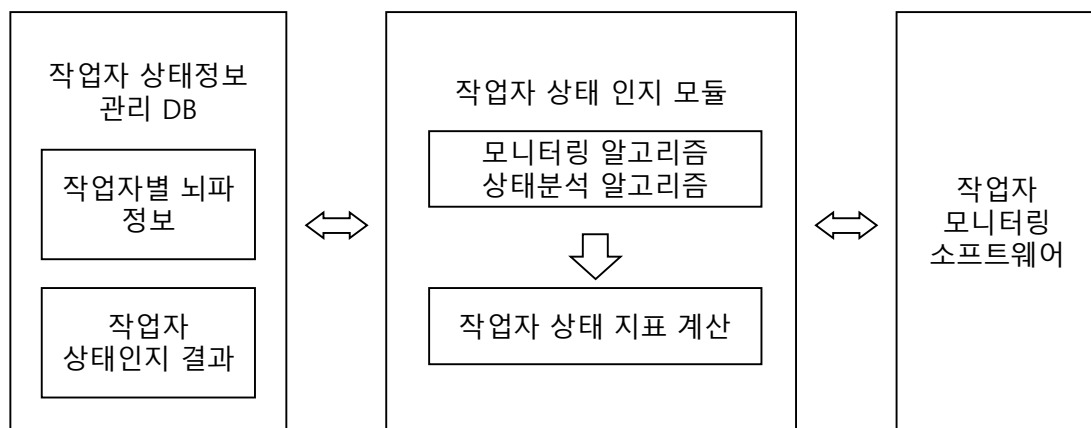 작업자 상태정보
관리 DB
작업자별 뇌파
정보
작업자
상태인지 결과
작업자 상태 인지 모듈
모니터링 알고리즘
상태분석 알고리즘
작업자 상태 지표 계산
작업자
모니터링
소프트웨어